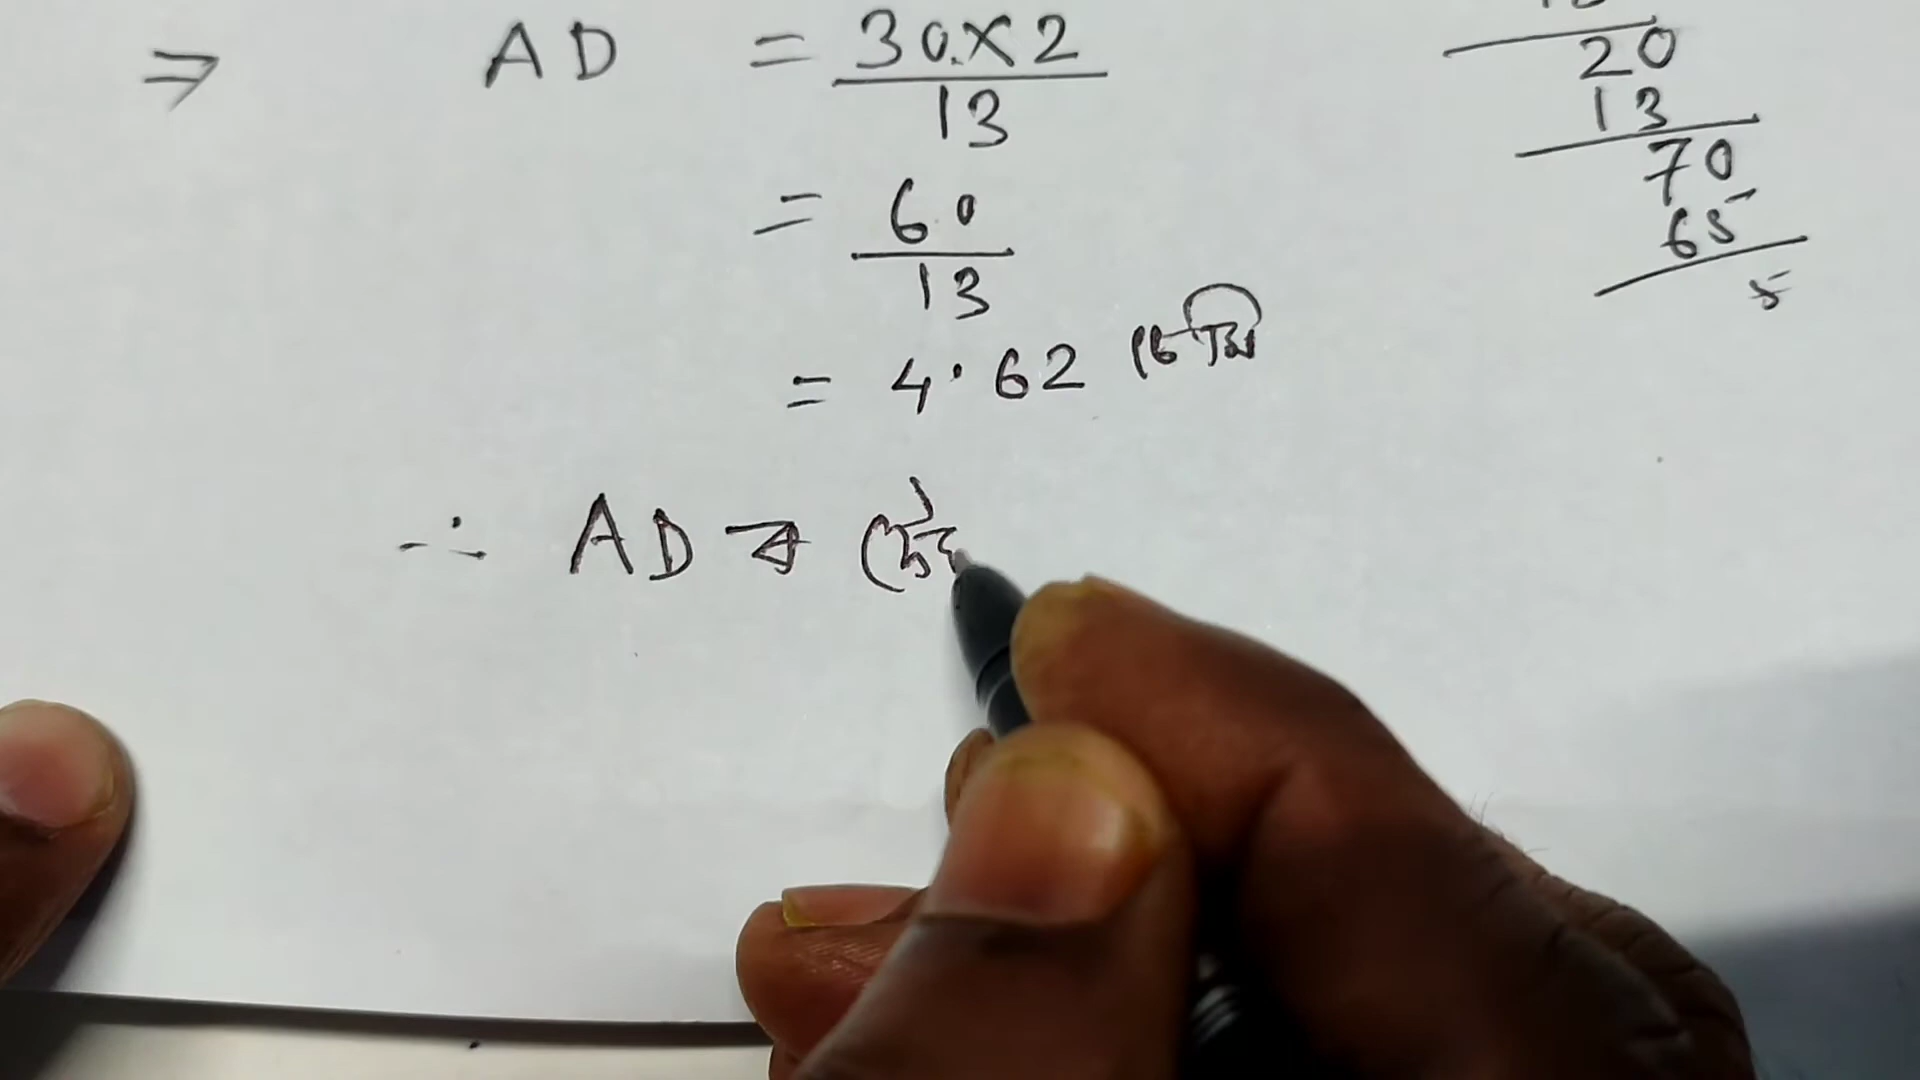 ⇒ AD = 30×2
13
= 60
13
= 4.62 সেমি
∴ AD র দৈ
20
13
70
65
5